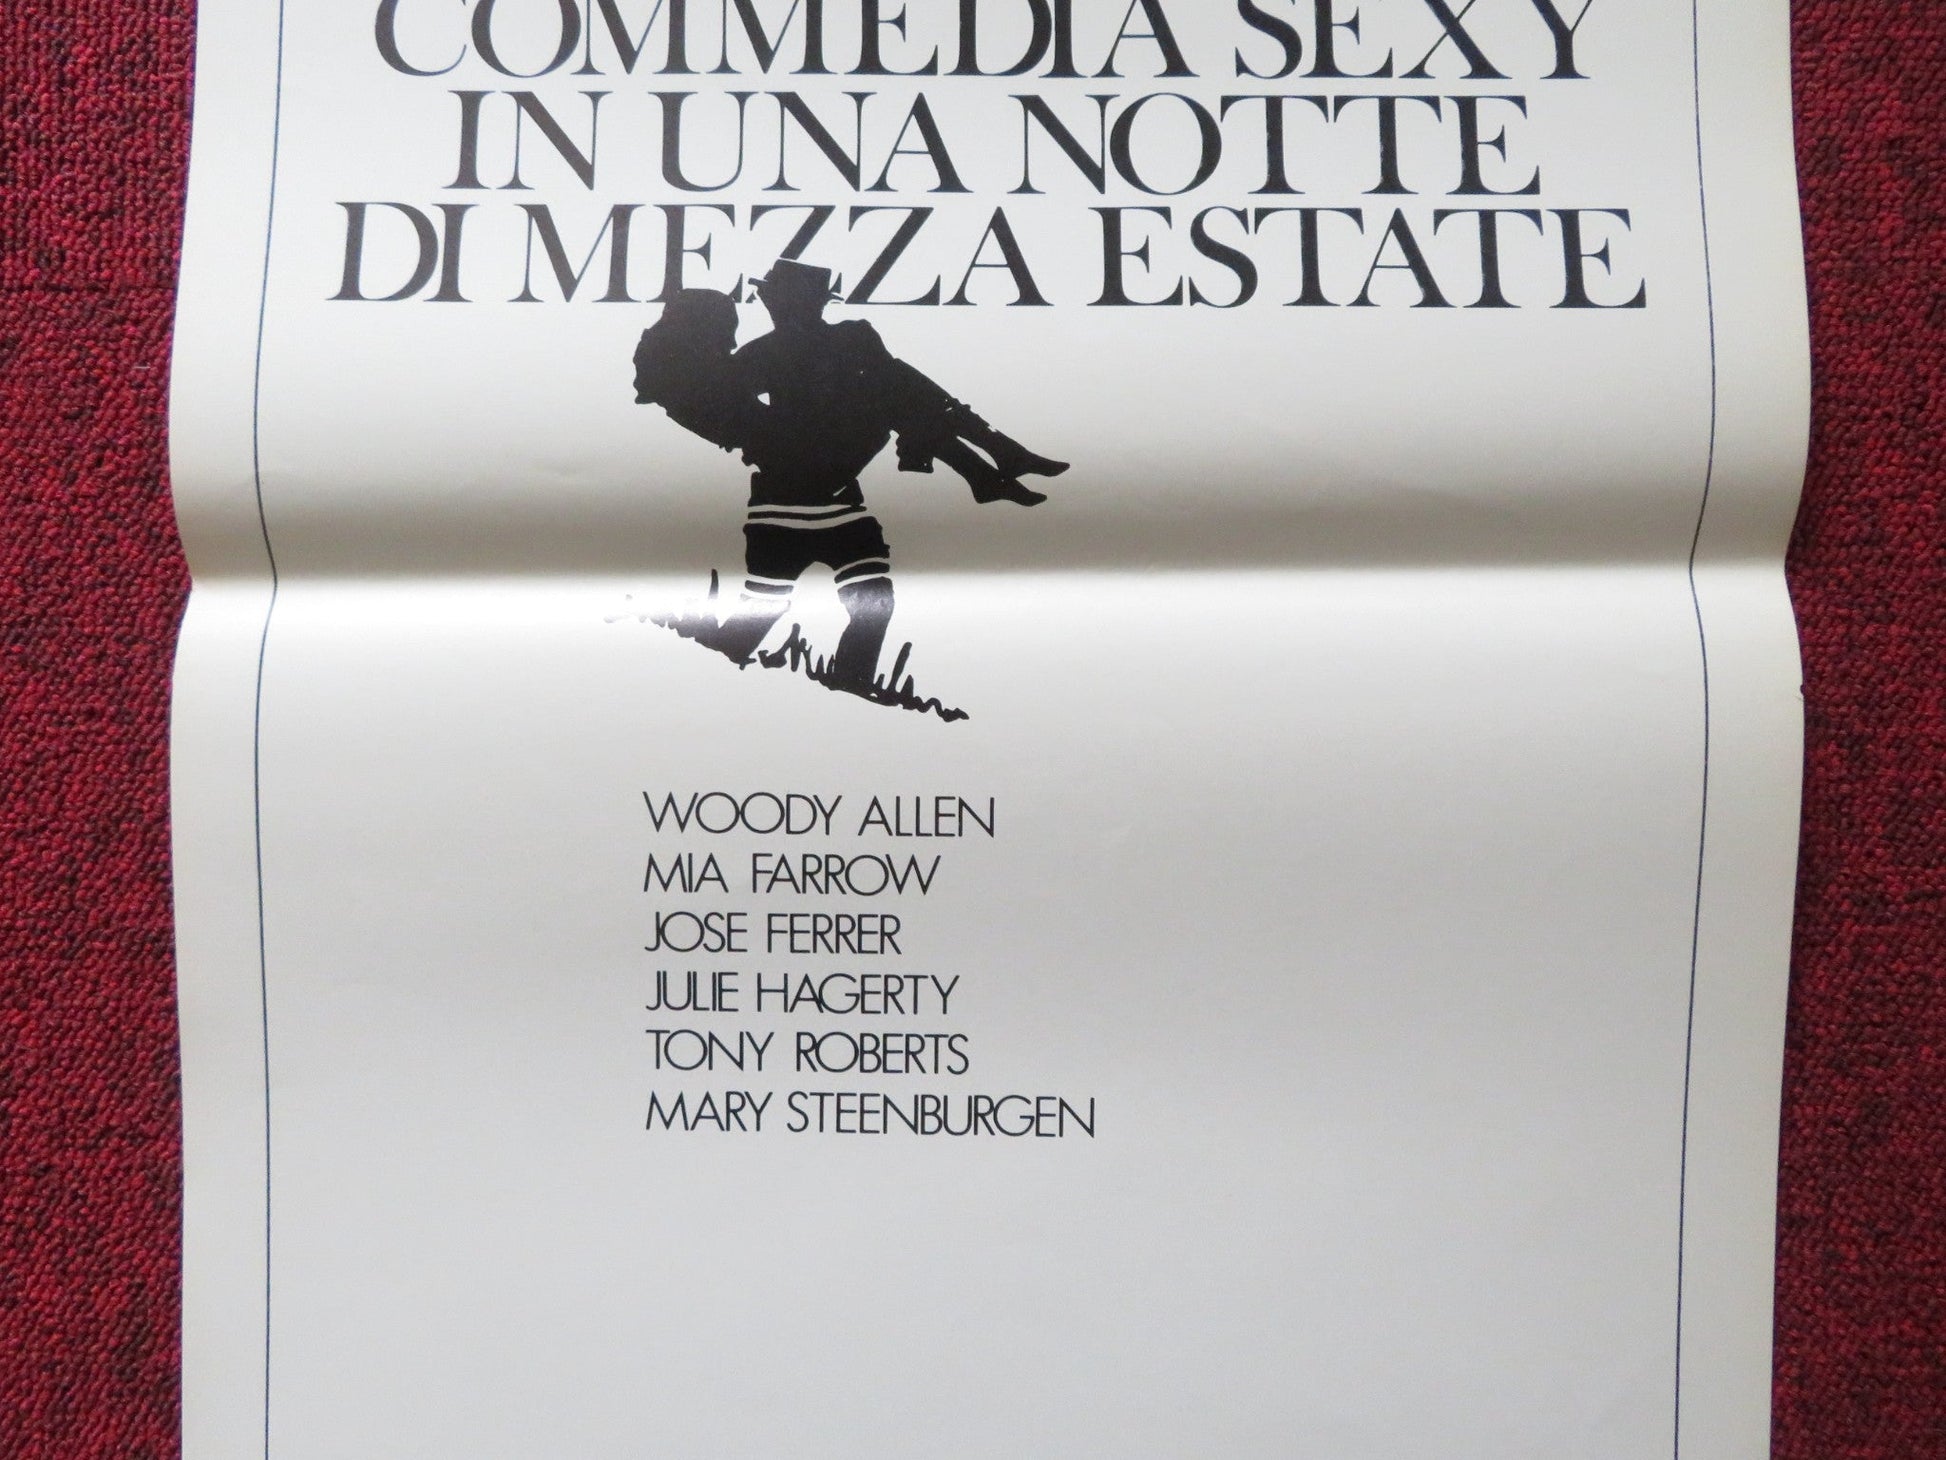 COMMEDIA SEXY
IN UNA NOTTE
DI MEZZA ESTATE
WOODY ALLEN
MIA FARROW
JOSE FERRER
JULIE HAGERTY
TONY ROBERTS
MARY STEENBURGEN